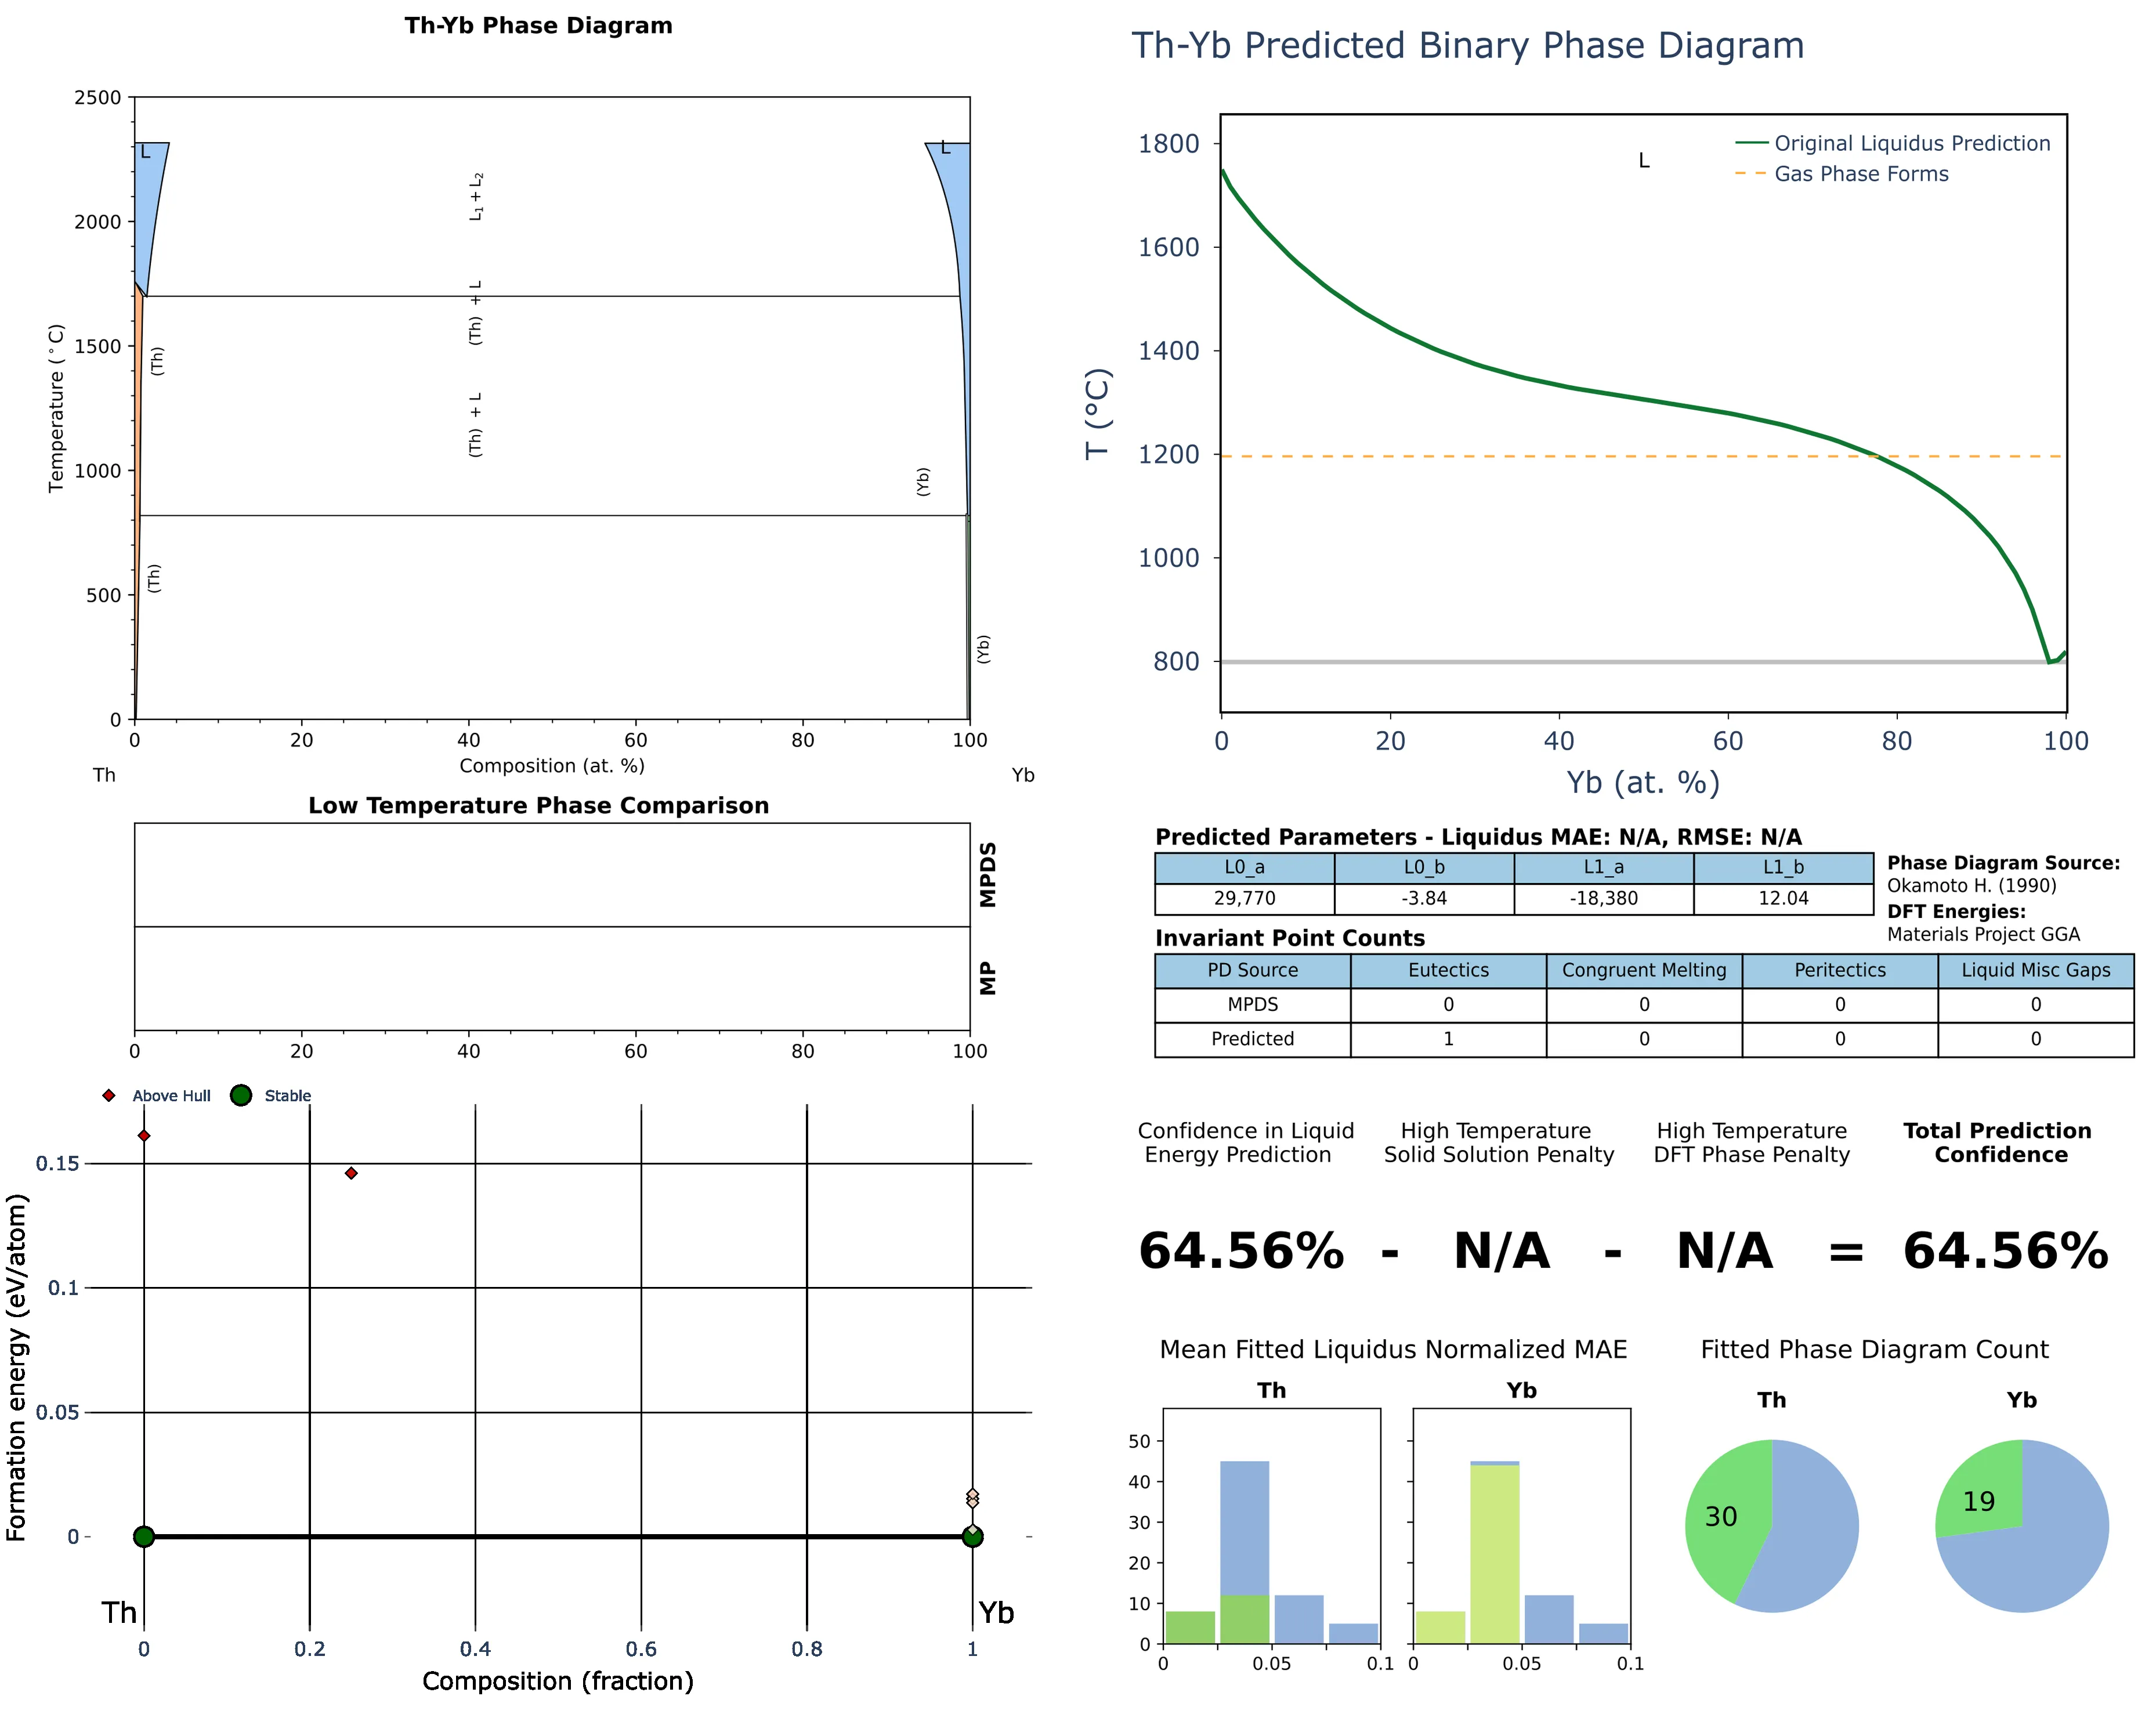 Th-Yb Phase Diagram
2500
2000
1500
1000
500
0
Temperature (°C)
L
L₁ + L₂
L
(Th) + L
(Th)
(Th) + L
(Yb)
(Th)
(Yb)
0 20 40 60 80 100
Composition (at. %)
Th Yb
Low Temperature Phase Comparison
MPDS
MP
0 20 40 60 80 100
Above Hull Stable
0.15
0.1
0.05
0
Formation energy (eV/atom)
Th Yb
0 0.2 0.4 0.6 0.8 1
Composition (fraction)
Th-Yb Predicted Binary Phase Diagram
1800
1600
1400
1200
1000
800
T (°C)
L
Original Liquidus Prediction
Gas Phase Forms
0 20 40 60 80 100
Yb (at. %)
Predicted Parameters - Liquidus MAE: N/A, RMSE: N/A
L0_a L0_b L1_a L1_b
29,770 -3.84 -18,380 12.04
Phase Diagram Source:
Okamoto H. (1990)
DFT Energies:
Materials Project GGA
Invariant Point Counts
PD Source Eutectics Congruent Melting Peritectics Liquid Misc Gaps
MPDS 0 0 0 0
Predicted 1 0 0 0
Confidence in Liquid
Energy Prediction
High Temperature
Solid Solution Penalty
High Temperature
DFT Phase Penalty
Total Prediction
Confidence
64.56% - N/A - N/A = 64.56%
Mean Fitted Liquidus Normalized MAE
Th Yb
50
40
30
20
10
0
0 0.05 0.1 0 0.05 0.1
Fitted Phase Diagram Count
Th Yb
30 19